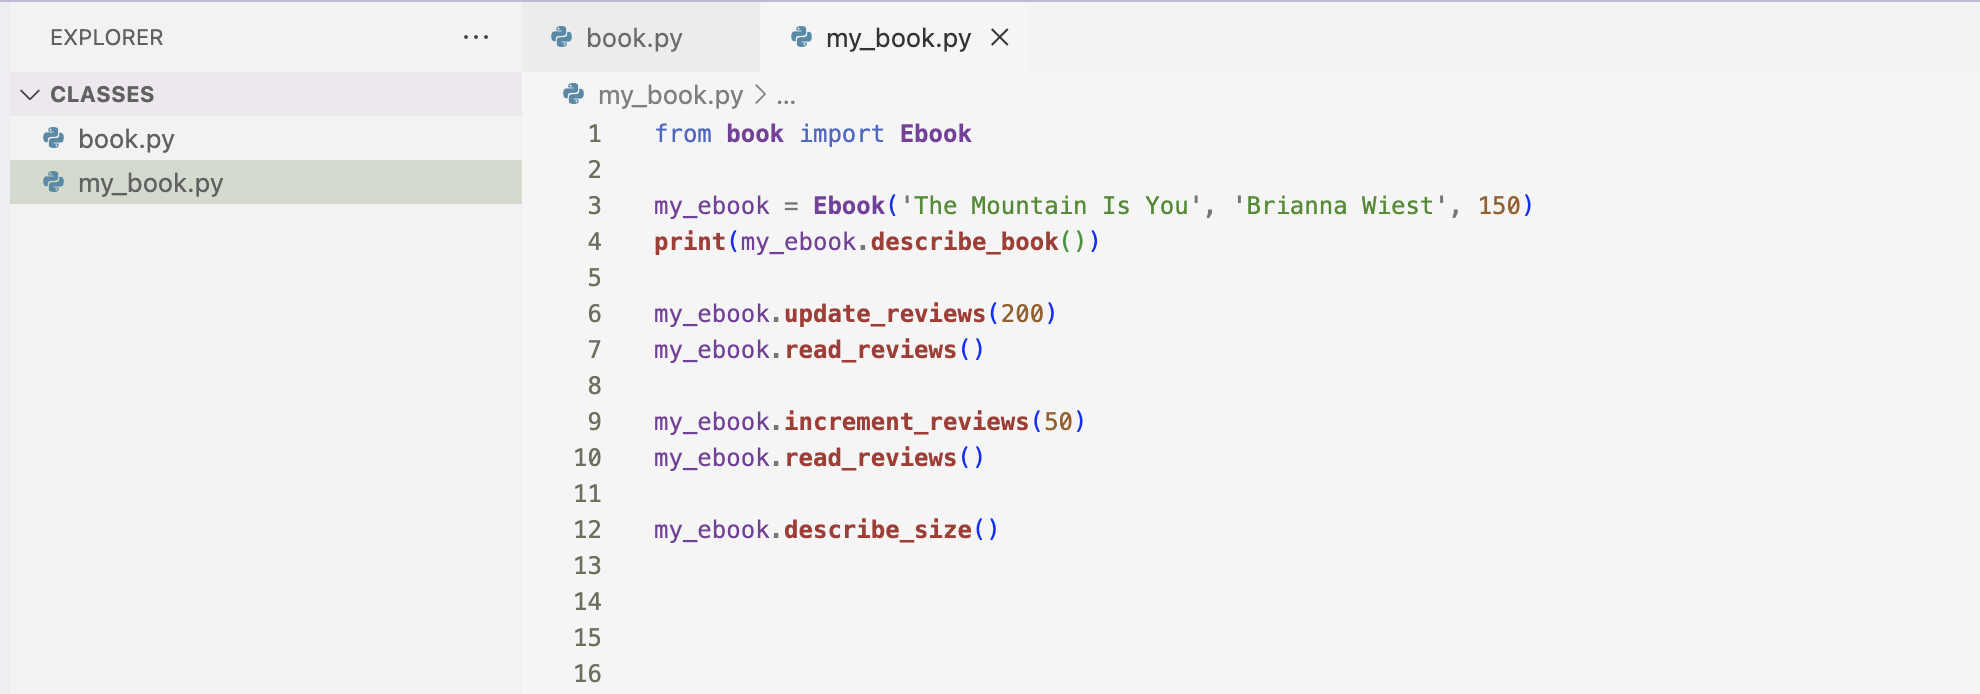 EXPLORER ...
CLASSES
book.py
my_book.py
book.py my_book.py
my_book.py > ...
1 from book import Ebook
2
3 my_ebook = Ebook('The Mountain Is You', 'Brianna Wiest', 150)
4 print(my_ebook.describe_book())
5
6 my_ebook.update_reviews(200)
7 my_ebook.read_reviews()
8
9 my_ebook.increment_reviews(50)
10 my_ebook.read_reviews()
11
12 my_ebook.describe_size()
13
14
15
16